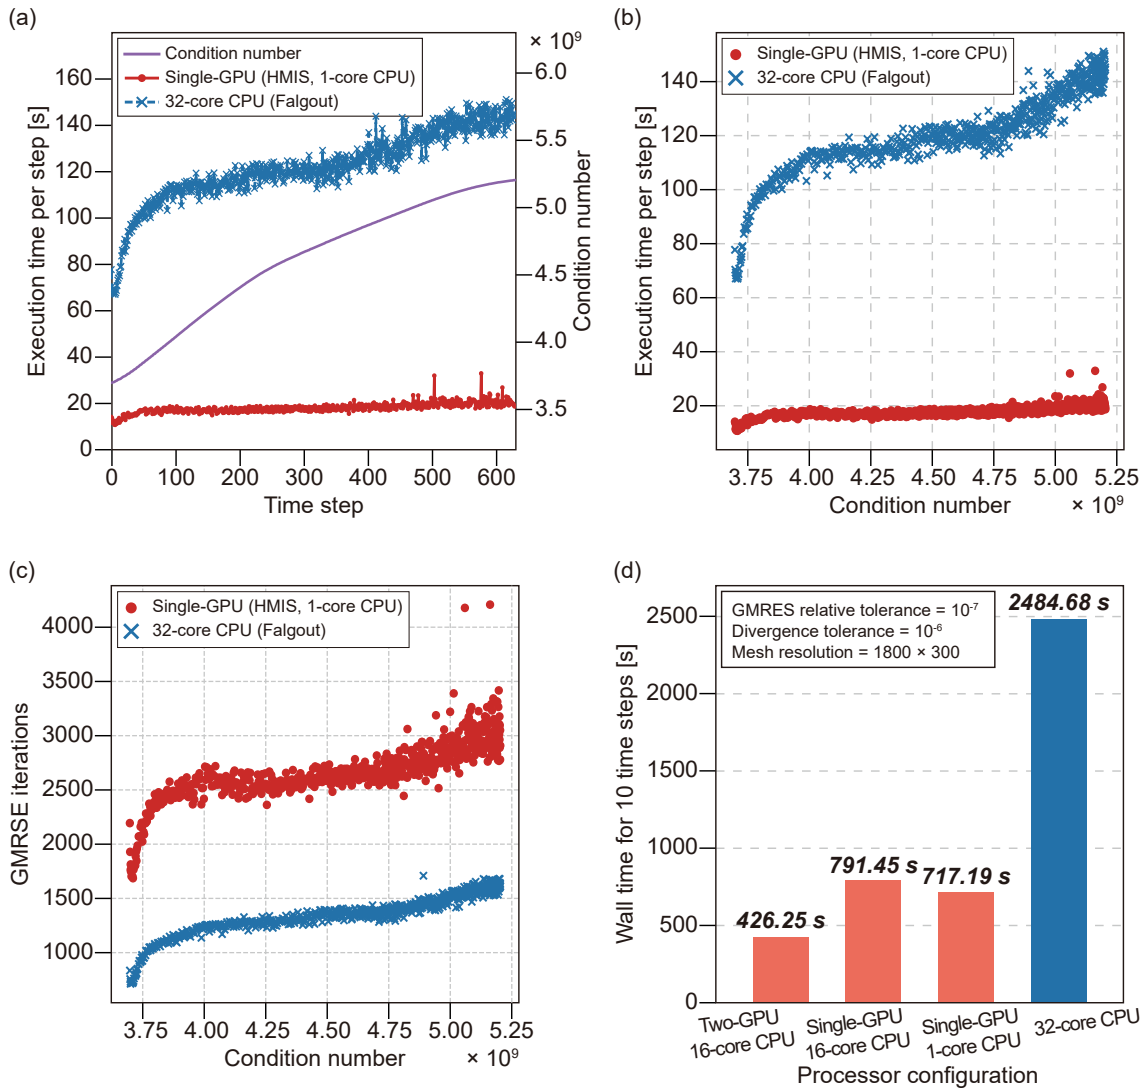 (a)
× 10⁹
Condition number
Single-GPU (HMIS, 1-core CPU)
32-core CPU (Falgout)
Execution time per step [s]
160
140
120
100
80
60
40
20
0
6.0
5.5
5.0
4.5
4.0
3.5
Condition number
0
100
200
300
400
500
600
Time step
(b)
Single-GPU (HMIS, 1-core CPU)
32-core CPU (Falgout)
Execution time per step [s]
140
120
100
80
60
40
20
3.75
4.00
4.25
4.50
4.75
5.00
5.25
Condition number
× 10⁹
(c)
Single-GPU (HMIS, 1-core CPU)
32-core CPU (Falgout)
GMRSE iterations
4000
3500
3000
2500
2000
1500
1000
3.75
4.00
4.25
4.50
4.75
5.00
5.25
Condition number
× 10⁹
(d)
GMRES relative tolerance = 10⁻⁷
Divergence tolerance = 10⁻⁶
Mesh resolution = 1800 × 300
Wall time for 10 time steps [s]
2500
2000
1500
1000
500
0
426.25 s
791.45 s
717.19 s
2484.68 s
Two-GPU
16-core CPU
Single-GPU
16-core CPU
Single-GPU
1-core CPU
32-core CPU
Processor configuration